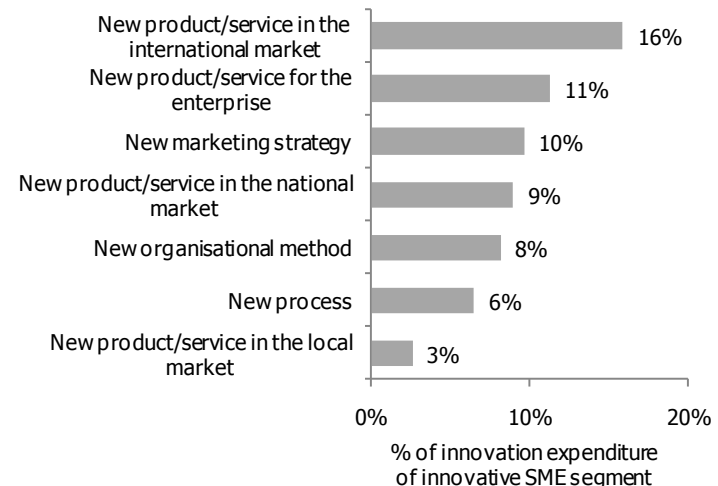 New product/service in the
international market
16%
New product/service for the
enterprise
11%
New marketing strategy
10%
New product/service in the national
market
9%
New organisational method
8%
New process
6%
New product/service in the local
market
3%
0%
10%
20%
% of innovation expenditure
of innovative SME segment